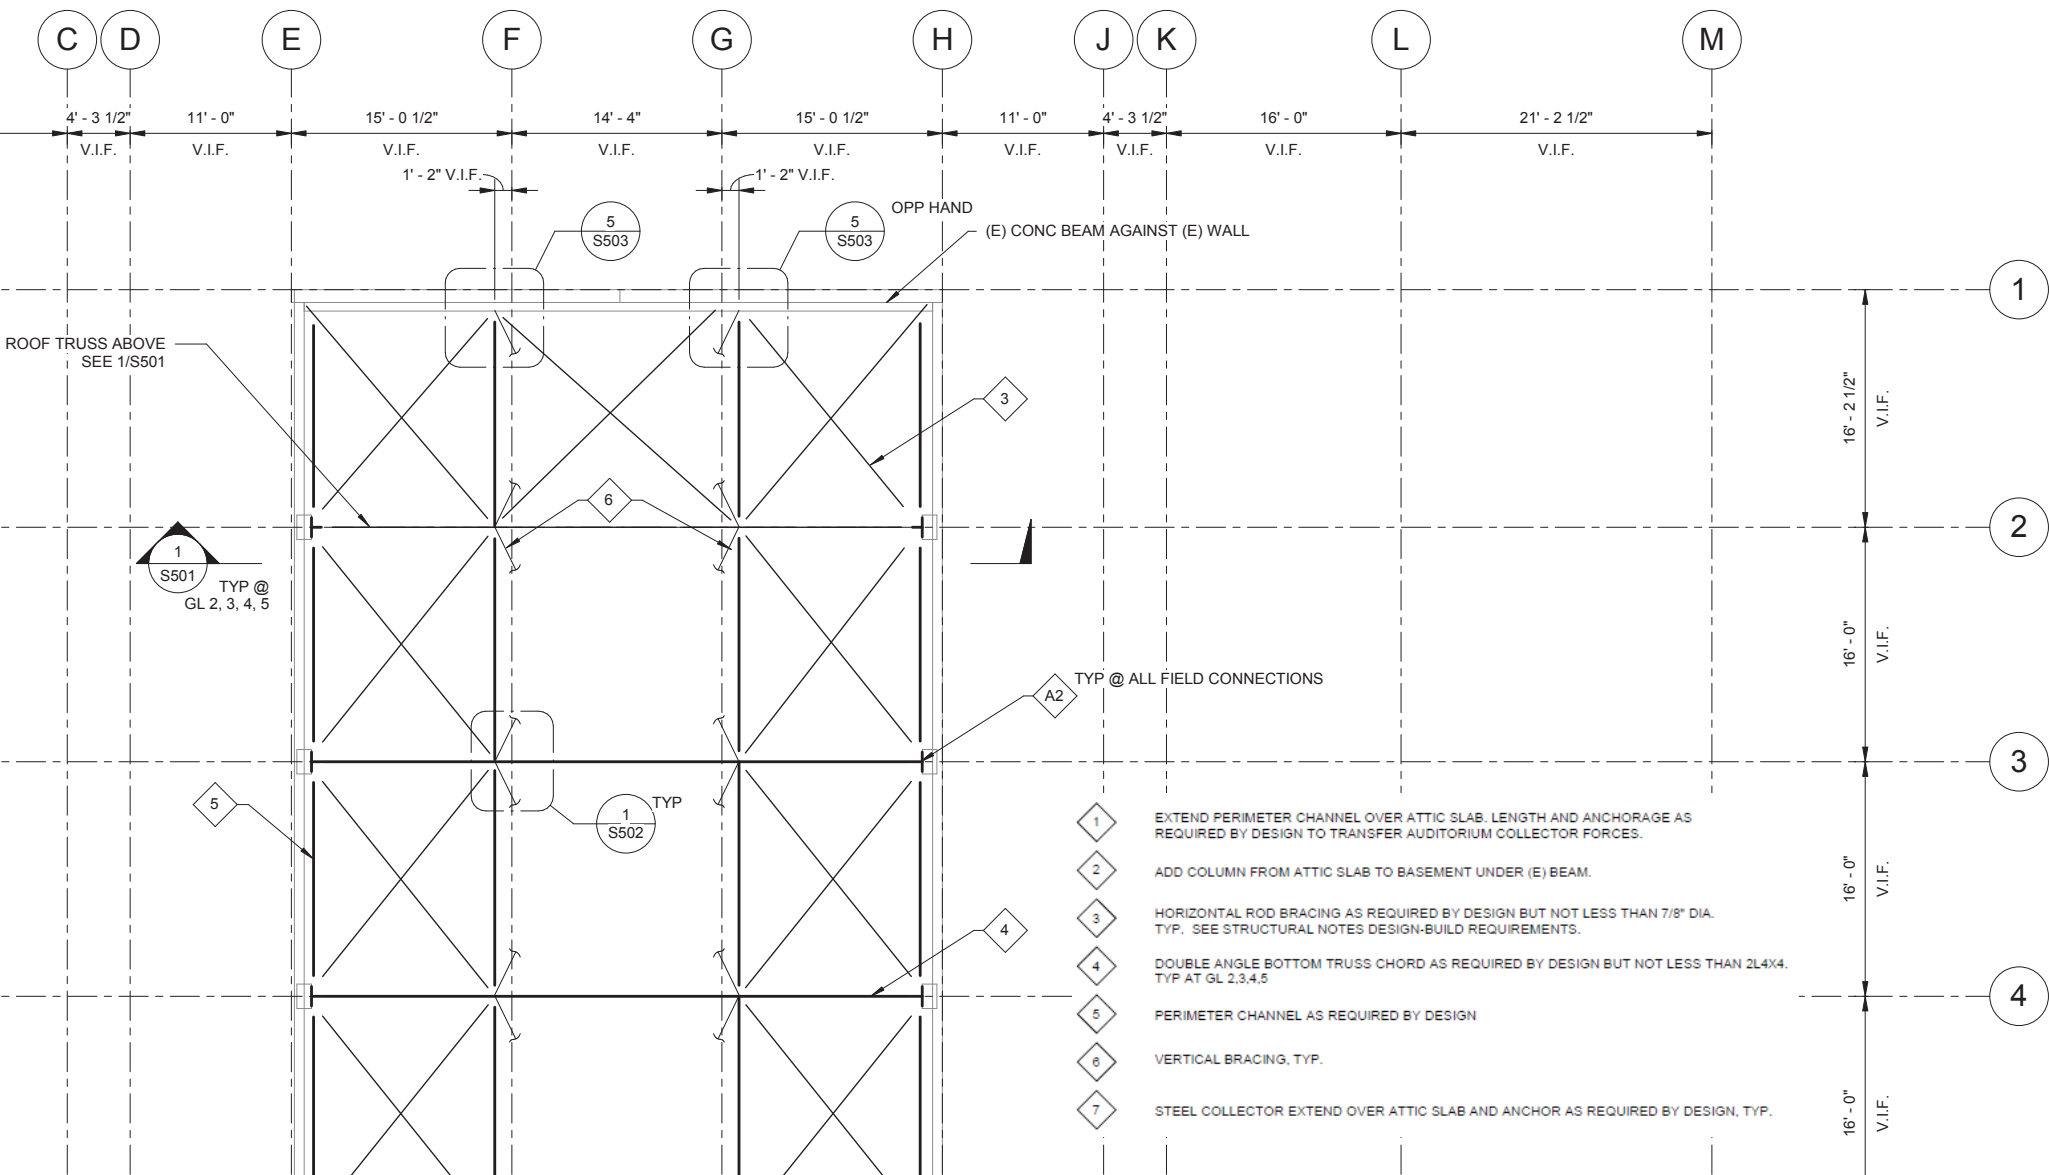 C D E F G H J K L M
4' - 3 1/2" 11' - 0" 15' - 0 1/2" 14' - 4" 15' - 0 1/2" 11' - 0" 4' - 3 1/2" 16' - 0" 21' - 2 1/2"
V.I.F. V.I.F. V.I.F. V.I.F. V.I.F. V.I.F. V.I.F. V.I.F. V.I.F.
1' - 2" V.I.F. 1' - 2" V.I.F.
5
S503
5
S503
OPP HAND
(E) CONC BEAM AGAINST (E) WALL
1
ROOF TRUSS ABOVE
SEE 1/S501
3
16' - 2 1/2"
V.I.F.
6
2
1
S501
TYP @
GL 2, 3, 4, 5
16' - 0"
V.I.F.
TYP @ ALL FIELD CONNECTIONS
A2
3
5
1
S502
TYP
16' - 0"
V.I.F.
4
4
16' - 0"
V.I.F.
1
EXTEND PERIMETER CHANNEL OVER ATTIC SLAB. LENGTH AND ANCHORAGE AS
REQUIRED BY DESIGN TO TRANSFER AUDITORIUM COLLECTOR FORCES.
2
ADD COLUMN FROM ATTIC SLAB TO BASEMENT UNDER (E) BEAM.
3
HORIZONTAL ROD BRACING AS REQUIRED BY DESIGN BUT NOT LESS THAN 7/8" DIA.
TYP. SEE STRUCTURAL NOTES DESIGN-BUILD REQUIREMENTS.
4
DOUBLE ANGLE BOTTOM TRUSS CHORD AS REQUIRED BY DESIGN BUT NOT LESS THAN 2L4X4.
TYP AT GL 2,3,4,5
5
PERIMETER CHANNEL AS REQUIRED BY DESIGN
6
VERTICAL BRACING, TYP.
7
STEEL COLLECTOR EXTEND OVER ATTIC SLAB AND ANCHOR AS REQUIRED BY DESIGN, TYP.